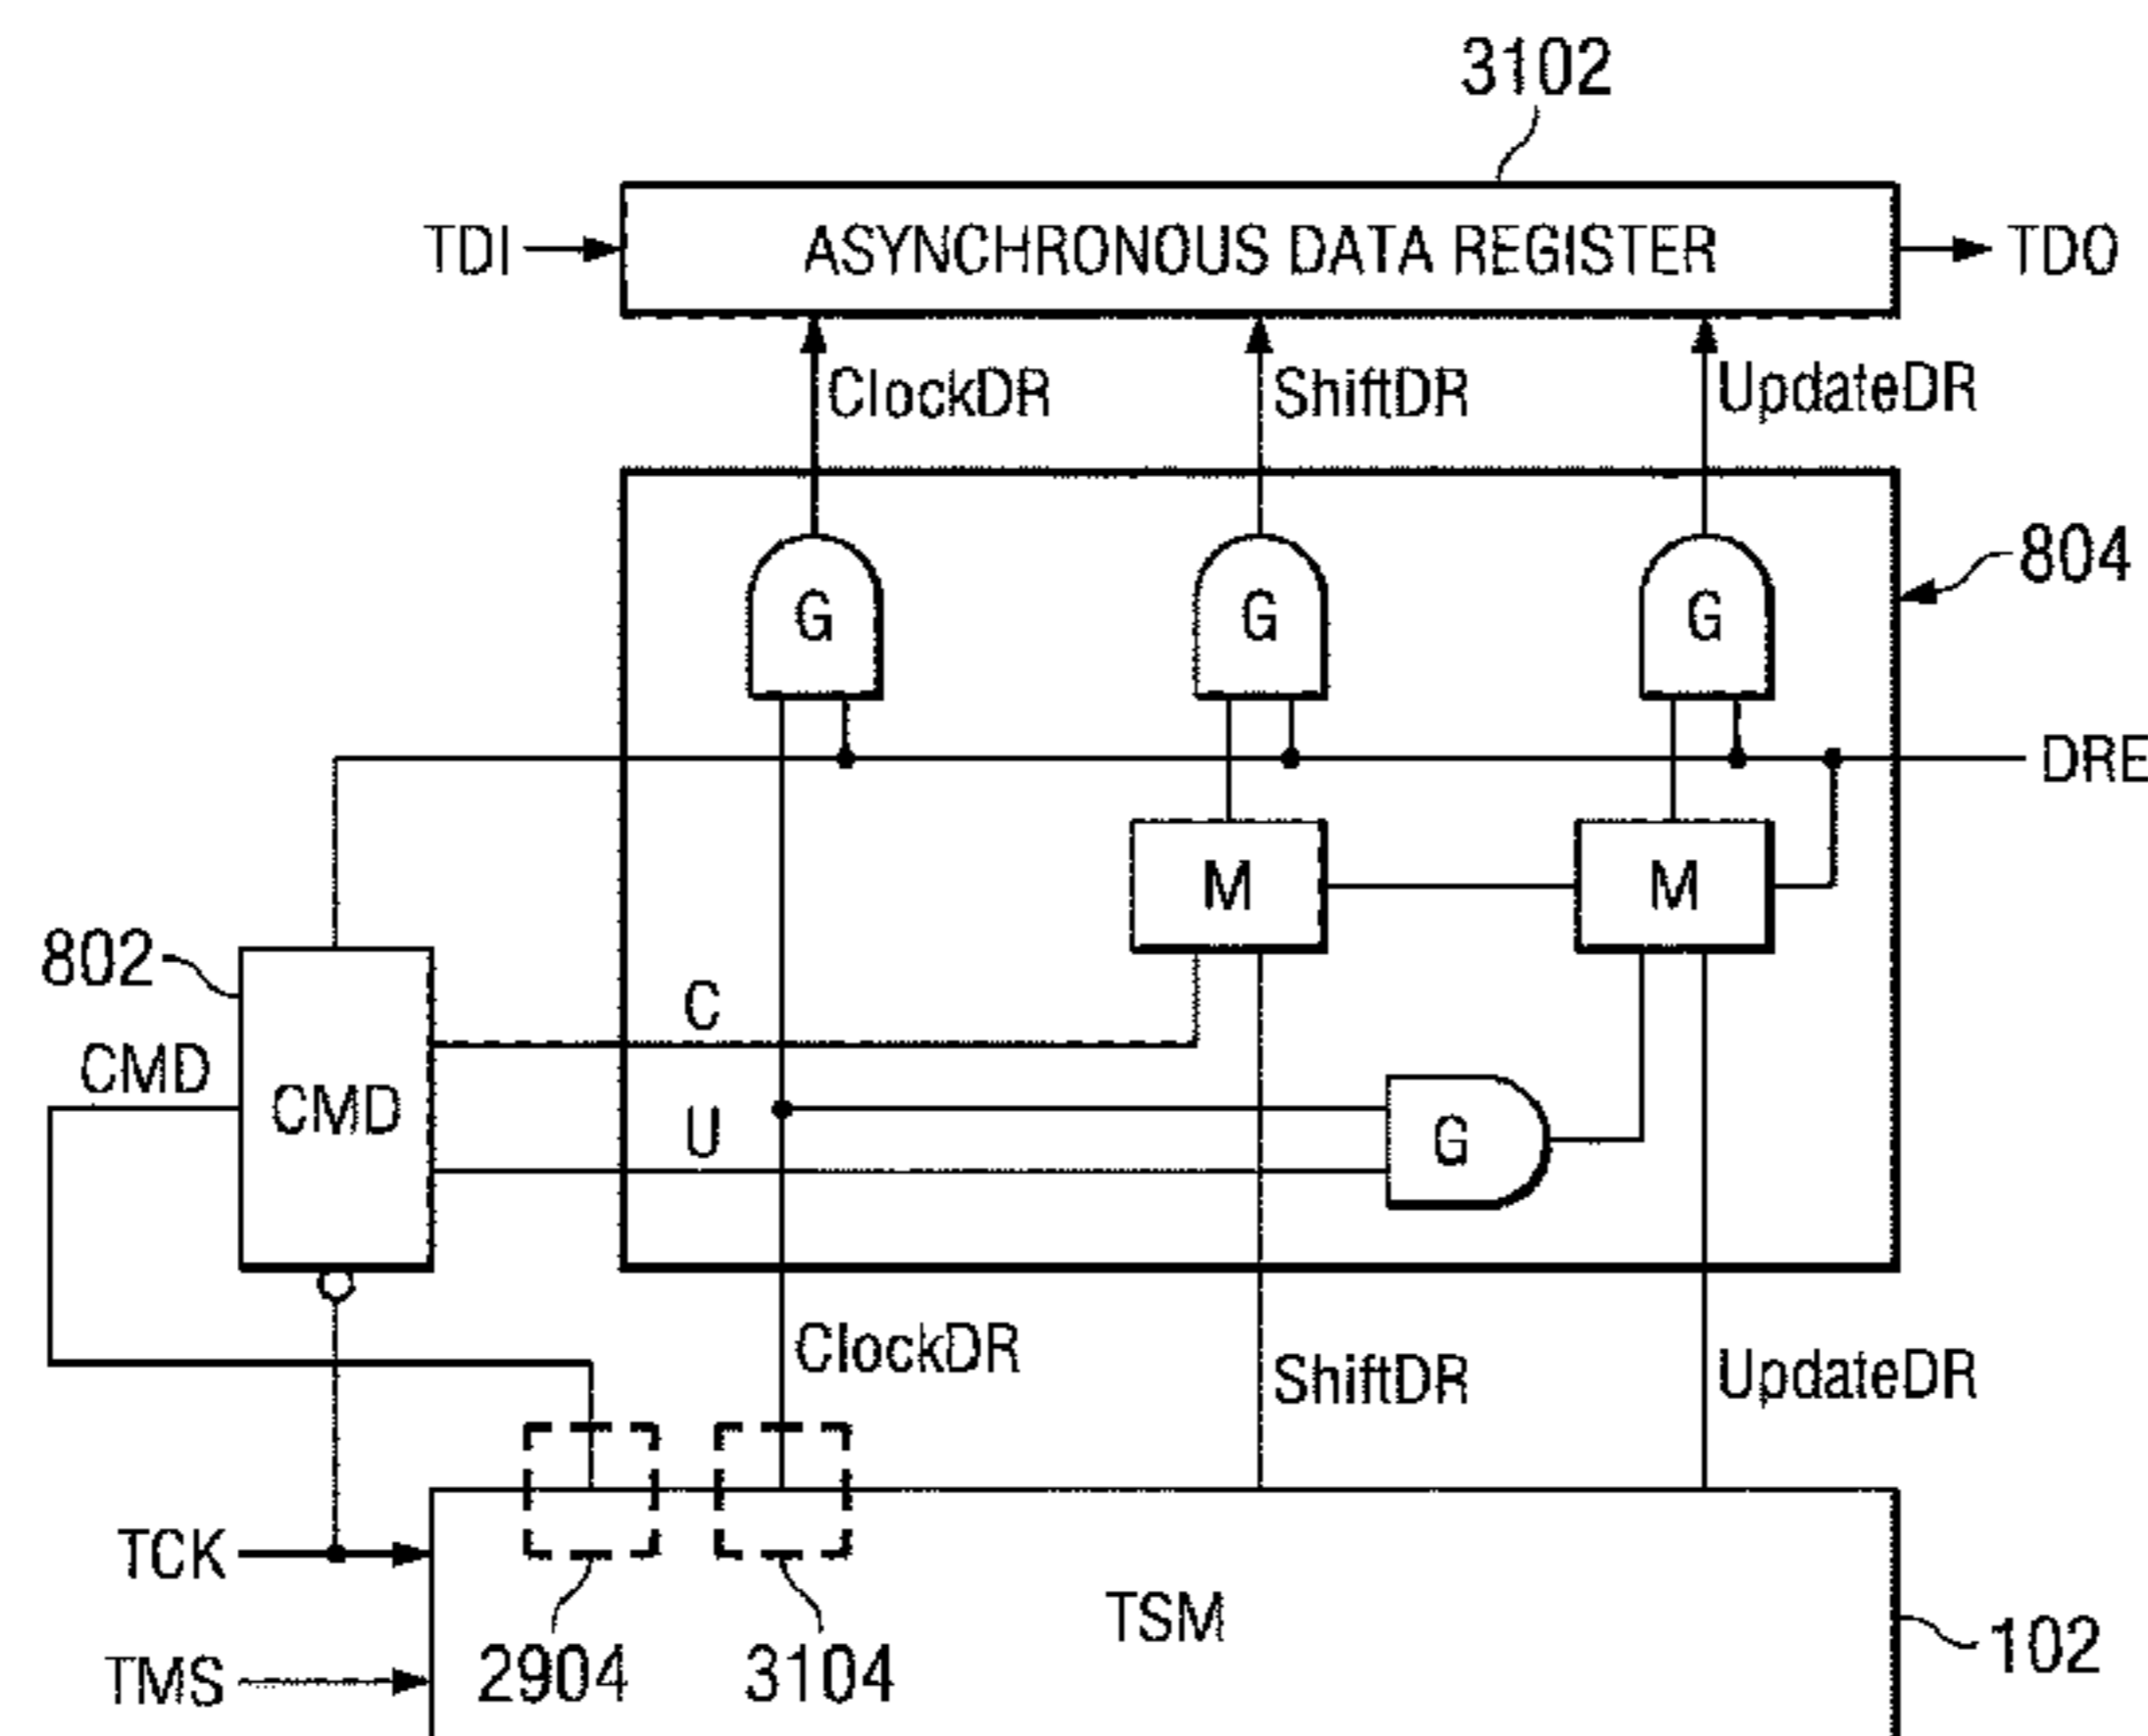 3102
TDI
ASYNCHRONOUS DATA REGISTER
TDO
ClockDR
ShiftDR
UpdateDR
804
G
G
G
DRE
M
M
802
C
CMD
CMD
U
G
ClockDR
ShiftDR
UpdateDR
TCK
TSM
TMS
2904
3104
102